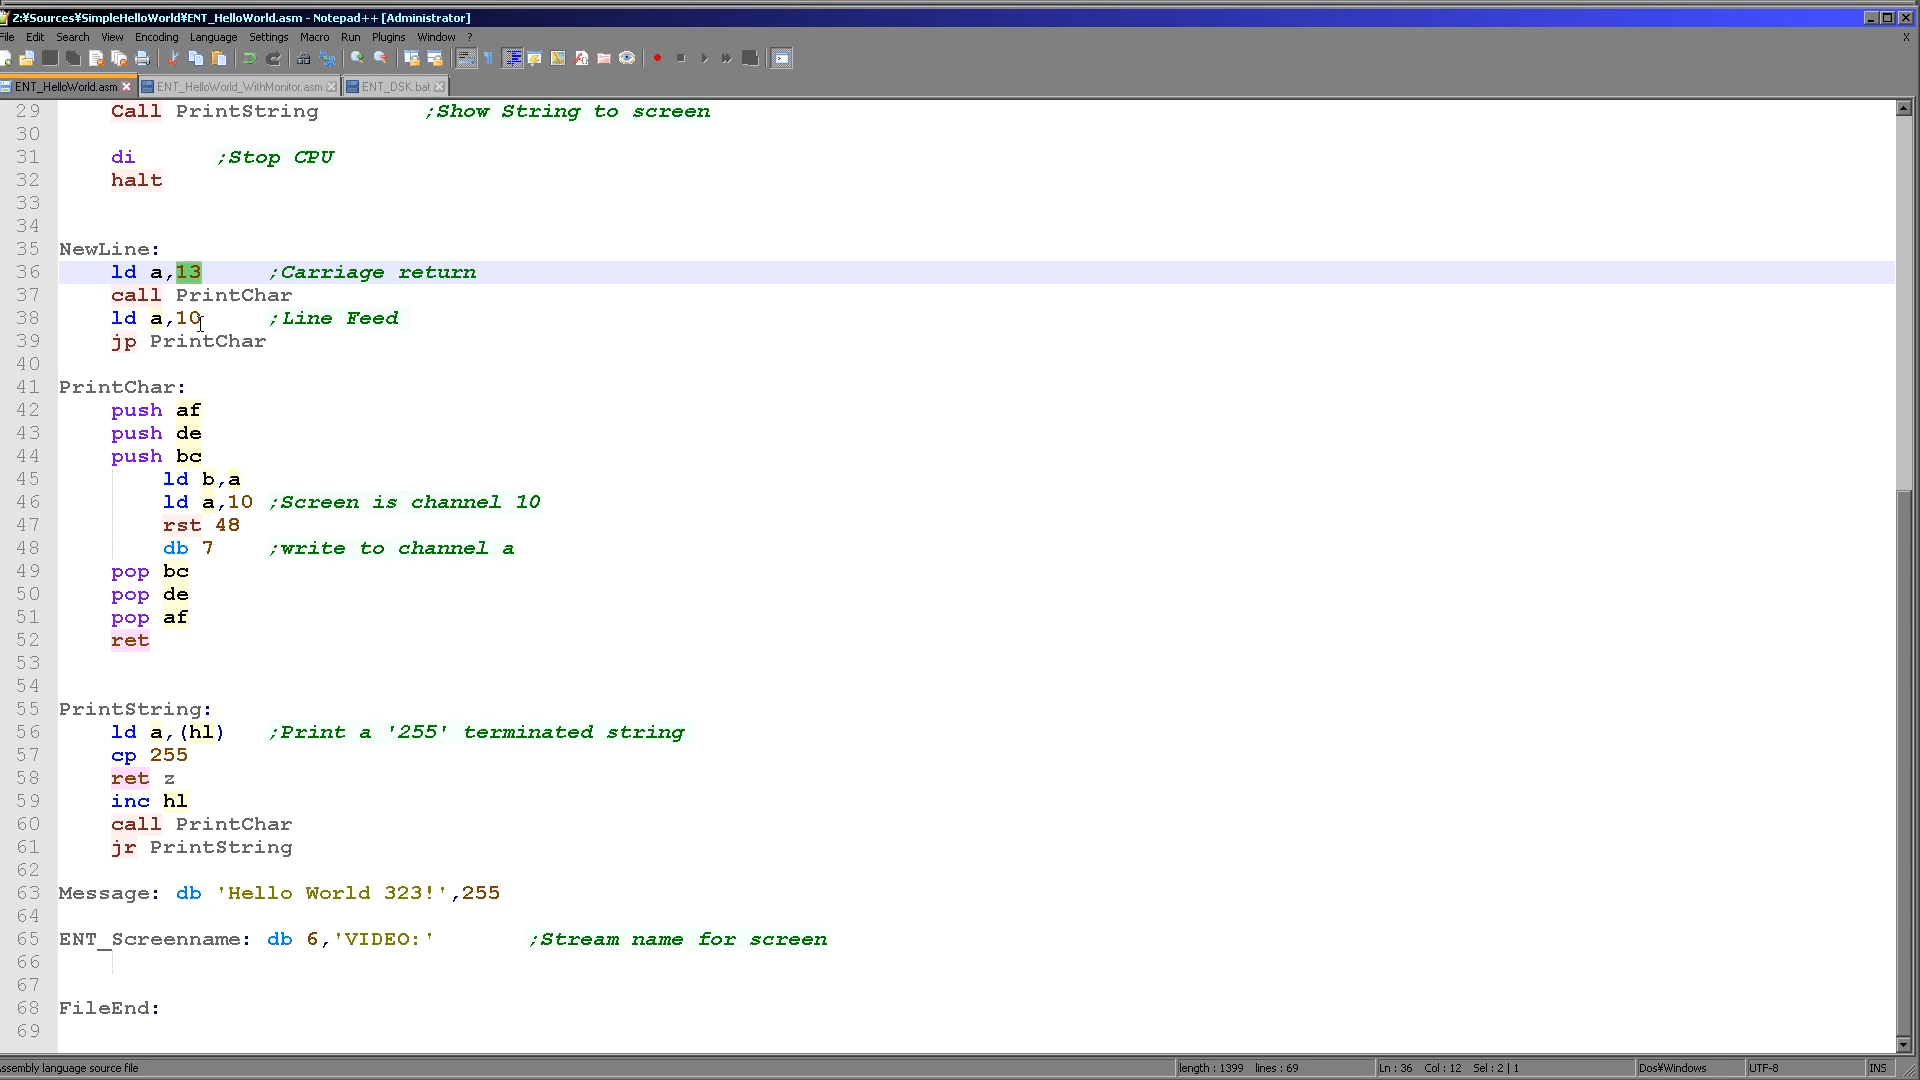 Z:¥Sources¥SimpleHelloWorld¥ENT_HelloWorld.asm - Notepad++ [Administrator]
File Edit Search View Encoding Language Settings Macro Run Plugins Window ? X
ENT_HelloWorld.asm ENT_HelloWorld_WithMonitor.asm ENT_DSK.bat
29 Call PrintString ;Show String to screen
30
31 di ;Stop CPU
32 halt
33
34
35 NewLine:
36 ld a,13 ;Carriage return
37 call PrintChar
38 ld a,10 ;Line Feed
39 jp PrintChar
40
41 PrintChar:
42 push af
43 push de
44 push bc
45 ld b,a
46 ld a,10 ;Screen is channel 10
47 rst 48
48 db 7 ;write to channel a
49 pop bc
50 pop de
51 pop af
52 ret
53
54
55 PrintString:
56 ld a,(hl) ;Print a '255' terminated string
57 cp 255
58 ret z
59 inc hl
60 call PrintChar
61 jr PrintString
62
63 Message: db 'Hello World 323!',255
64
65 ENT_Screenname: db 6,'VIDEO:' ;Stream name for screen
66
67
68 FileEnd:
69
ssembly language source file length : 1399 lines : 69 Ln : 36 Col : 12 Sel : 2 | 1 Dos¥Windows UTF-8 INS